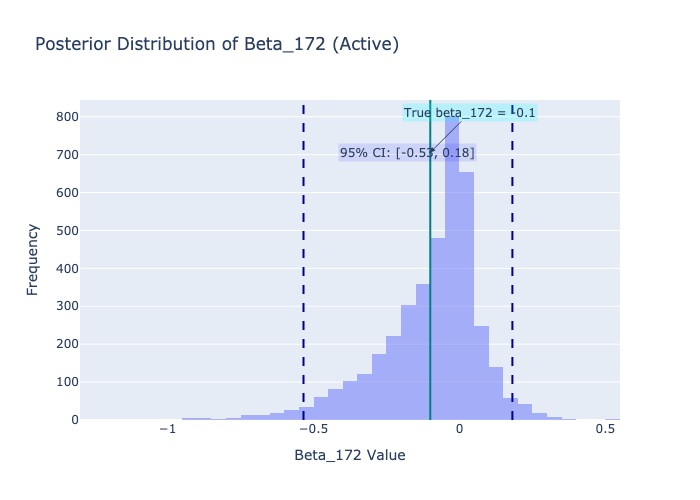 Posterior Distribution of Beta_172 (Active)
True beta_172 = -0.1
95% CI: [-0.53, 0.18]
Frequency
800
700
600
500
400
300
200
100
0
−1
−0.5
0
0.5
Beta_172 Value